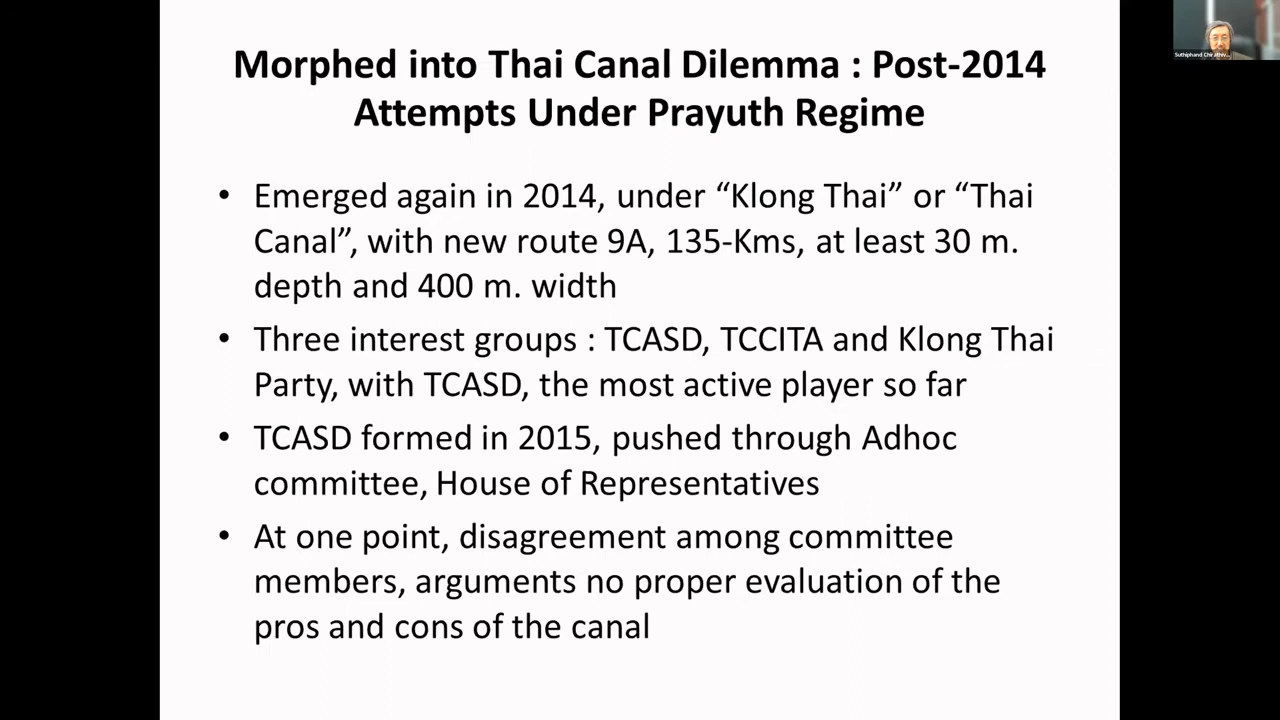 Morphed into Thai Canal Dilemma : Post-2014
Attempts Under Prayuth Regime
• Emerged again in 2014, under “Klong Thai” or “Thai
Canal”, with new route 9A, 135-Kms, at least 30 m.
depth and 400 m. width
• Three interest groups : TCASD, TCCITA and Klong Thai
Party, with TCASD, the most active player so far
• TCASD formed in 2015, pushed through Adhoc
committee, House of Representatives
• At one point, disagreement among committee
members, arguments no proper evaluation of the
pros and cons of the canal
Suthiphand Chirathiv...